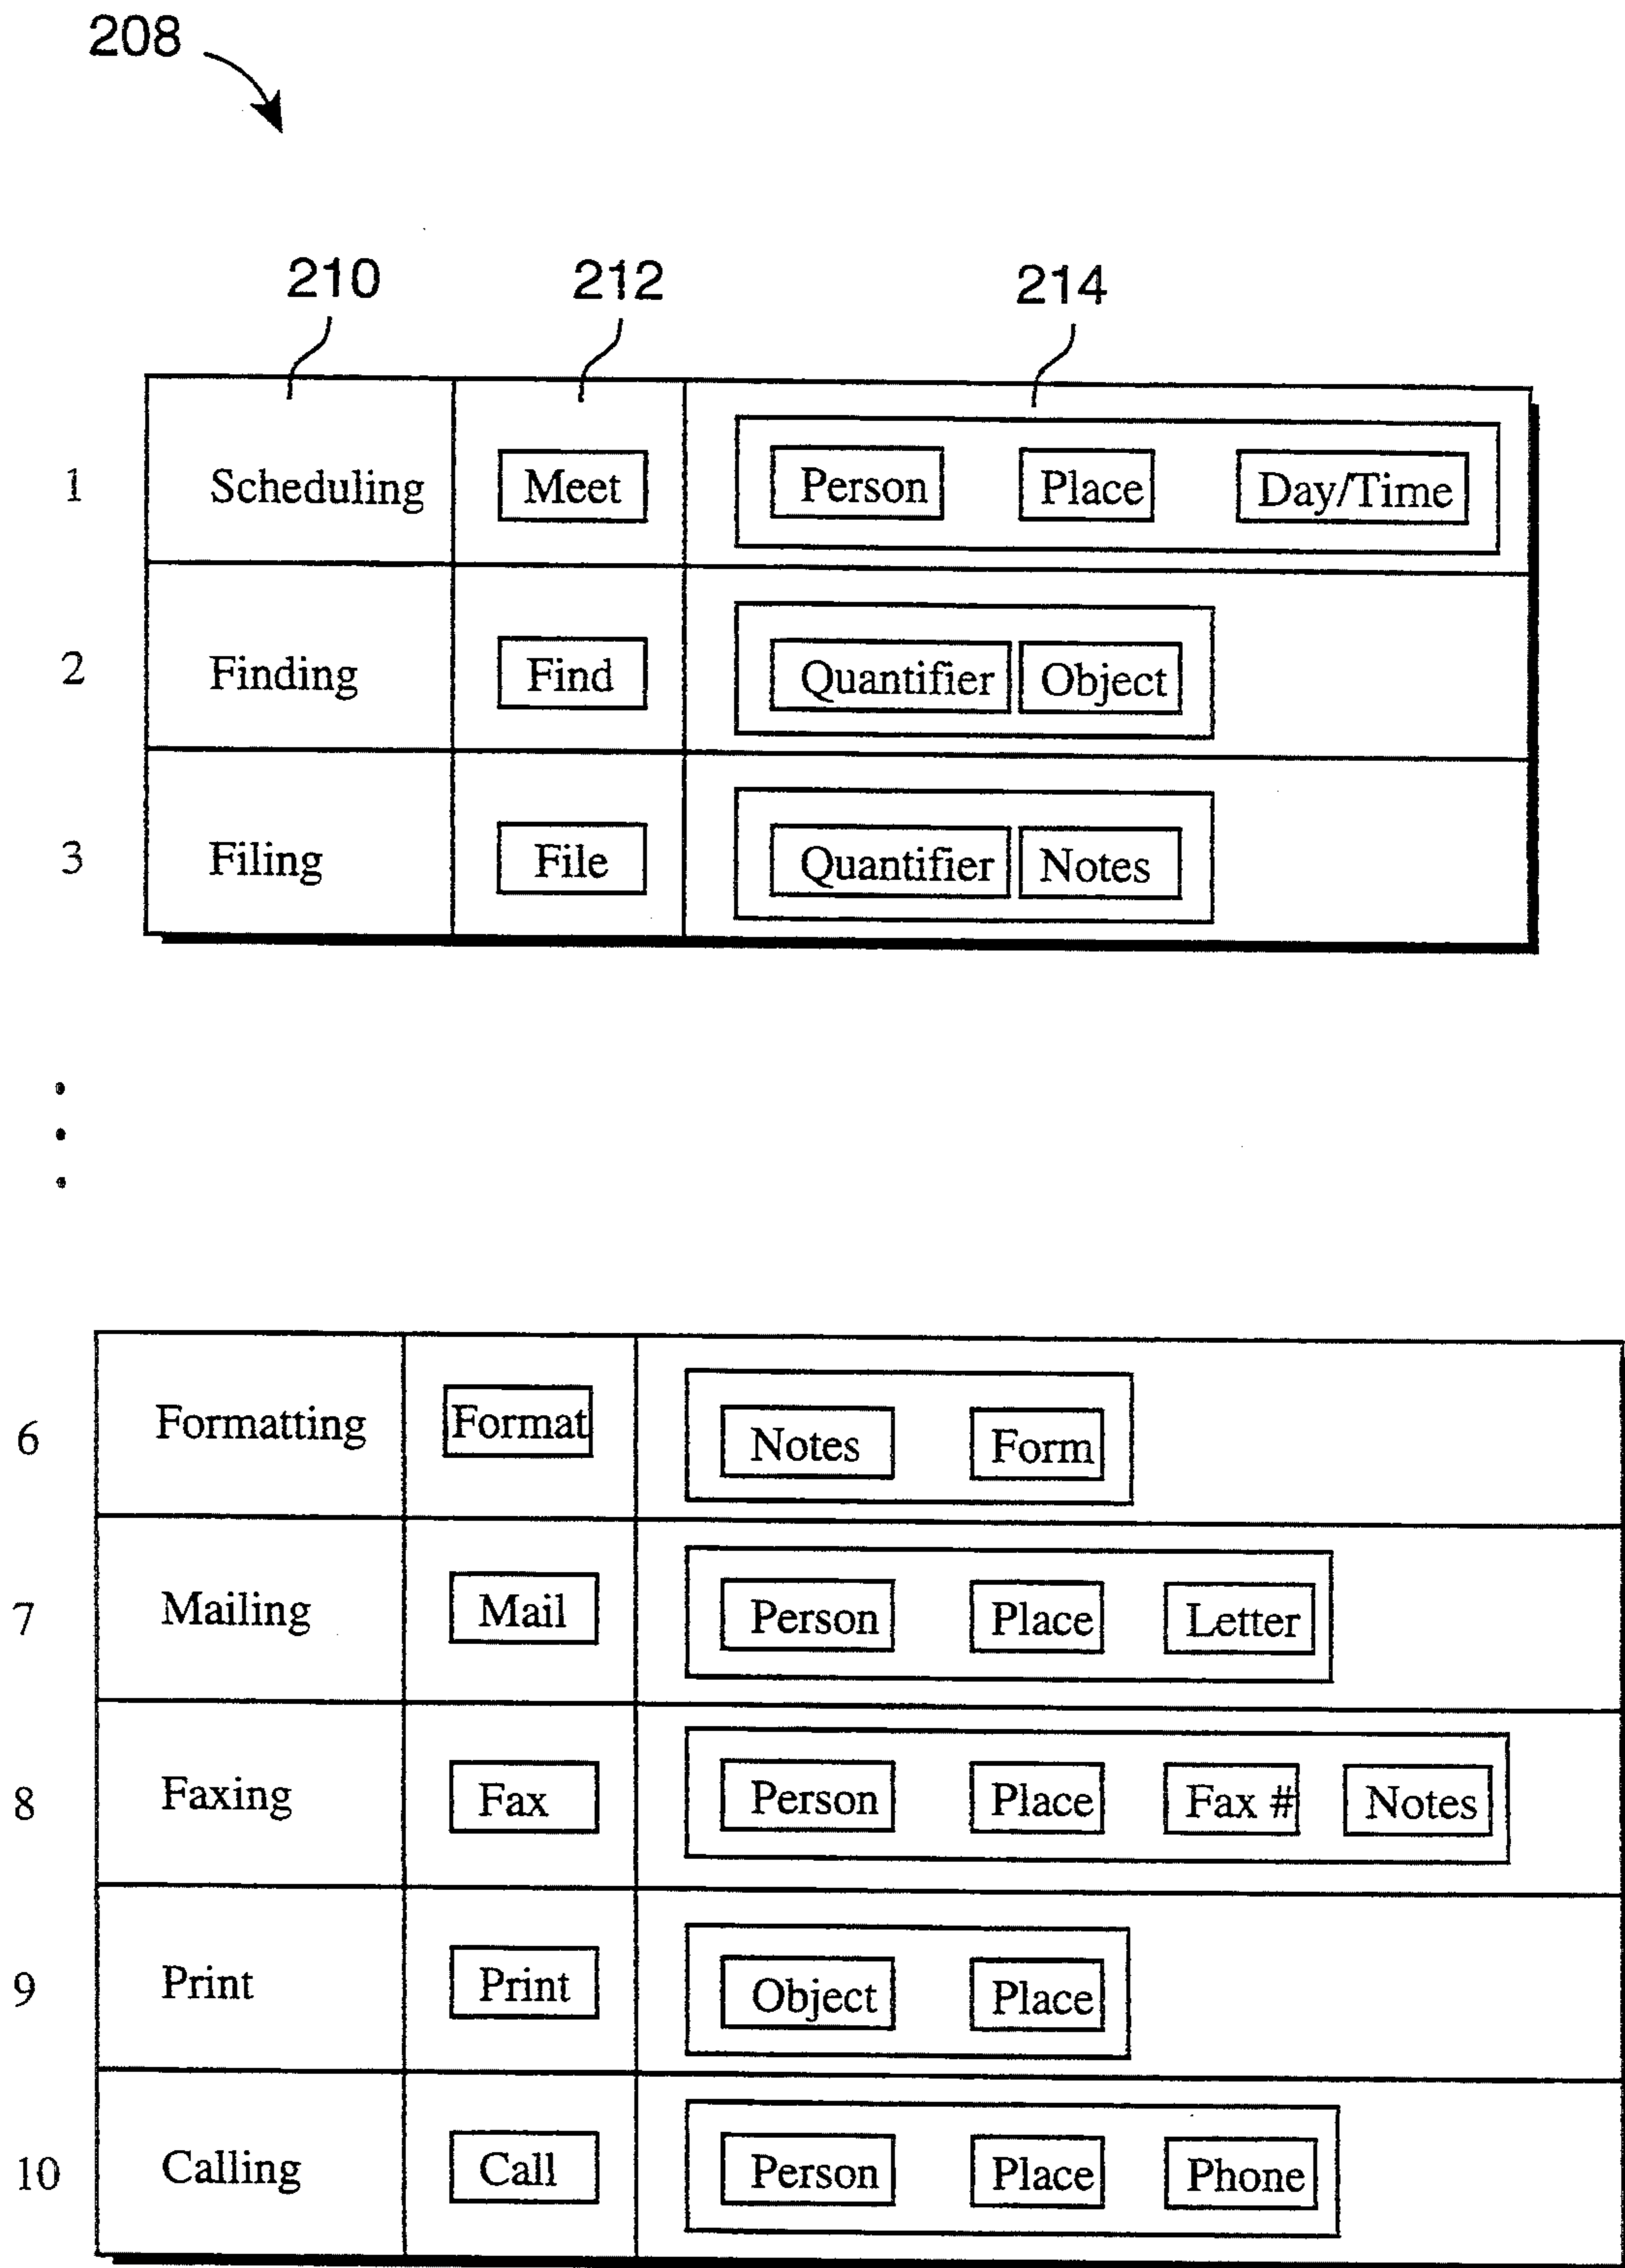 208
210 212 214
1 Scheduling Meet Person Place Day/Time
2 Finding Find Quantifier Object
3 Filing File Quantifier Notes
6 Formatting Format Notes Form
7 Mailing Mail Person Place Letter
8 Faxing Fax Person Place Fax # Notes
9 Print Print Object Place
10 Calling Call Person Place Phone